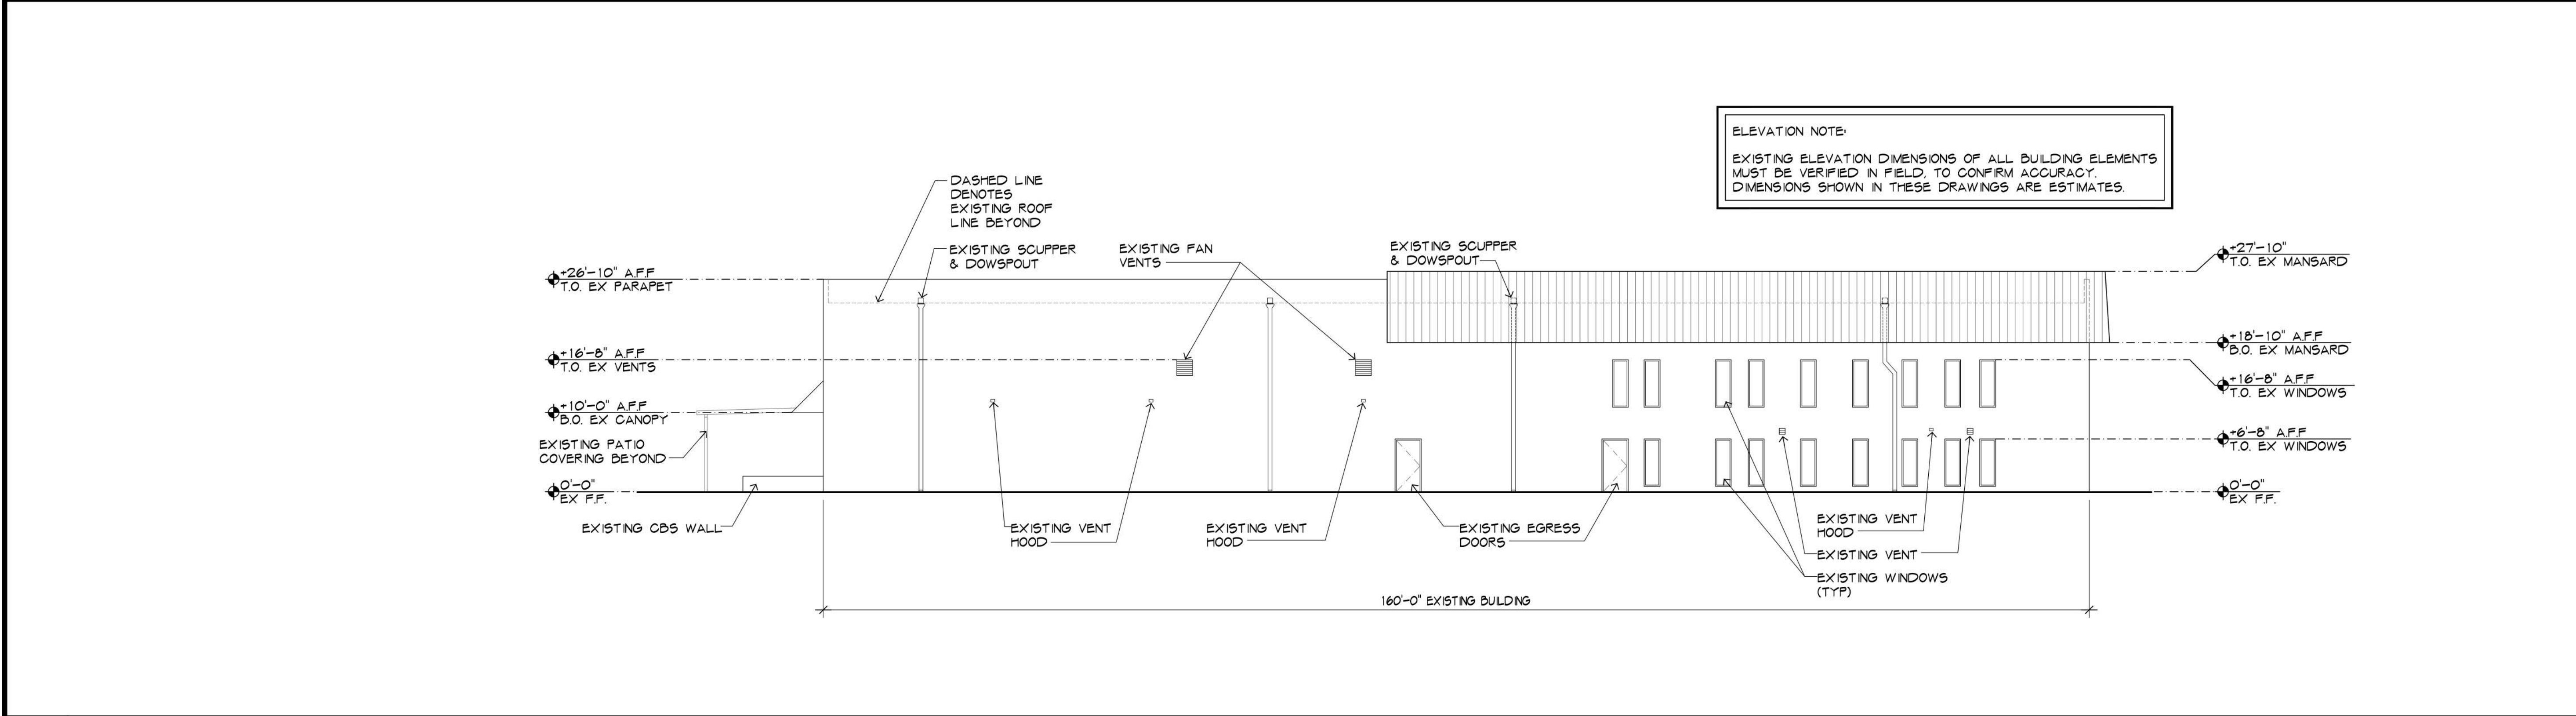 ELEVATION NOTE:
EXISTING ELEVATION DIMENSIONS OF ALL BUILDING ELEMENTS
MUST BE VERIFIED IN FIELD, TO CONFIRM ACCURACY.
DIMENSIONS SHOWN IN THESE DRAWINGS ARE ESTIMATES.
DASHED LINE
DENOTES
EXISTING ROOF
LINE BEYOND
EXISTING SCUPPER
& DOWSPOUT
EXISTING FAN
VENTS
EXISTING SCUPPER
& DOWSPOUT
+26'-10" A.F.F
T.O. EX PARAPET
+16'-8" A.F.F
T.O. EX VENTS
+10'-0" A.F.F
B.O. EX CANOPY
EXISTING PATIO
COVERING BEYOND
0'-0"
EX F.F.
+27'-10"
T.O. EX MANSARD
+18'-10" A.F.F
B.O. EX MANSARD
+16'-8" A.F.F
T.O. EX WINDOWS
+6'-8" A.F.F
T.O. EX WINDOWS
0'-0"
EX F.F.
EXISTING CBS WALL
EXISTING VENT
HOOD
EXISTING VENT
HOOD
EXISTING EGRESS
DOORS
EXISTING VENT
HOOD
EXISTING VENT
EXISTING WINDOWS
(TYP)
160'-0" EXISTING BUILDING